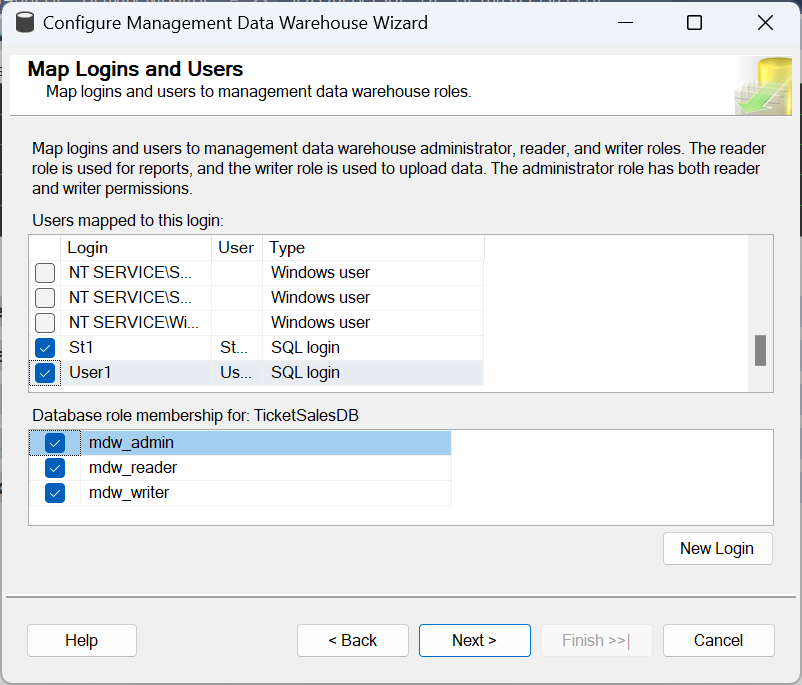 Configure Management Data Warehouse Wizard
Map Logins and Users
Map logins and users to management data warehouse roles.
Map logins and users to management data warehouse administrator, reader, and writer roles. The reader
role is used for reports, and the writer role is used to upload data. The administrator role has both reader
and writer permissions.
Users mapped to this login:
Login User Type
NT SERVICE\S... Windows user
NT SERVICE\S... Windows user
NT SERVICE\Wi... Windows user
St1 St... SQL login
User1 Us... SQL login
Database role membership for: TicketSalesDB
mdw_admin
mdw_reader
mdw_writer
New Login
Help < Back Next > Finish >>| Cancel